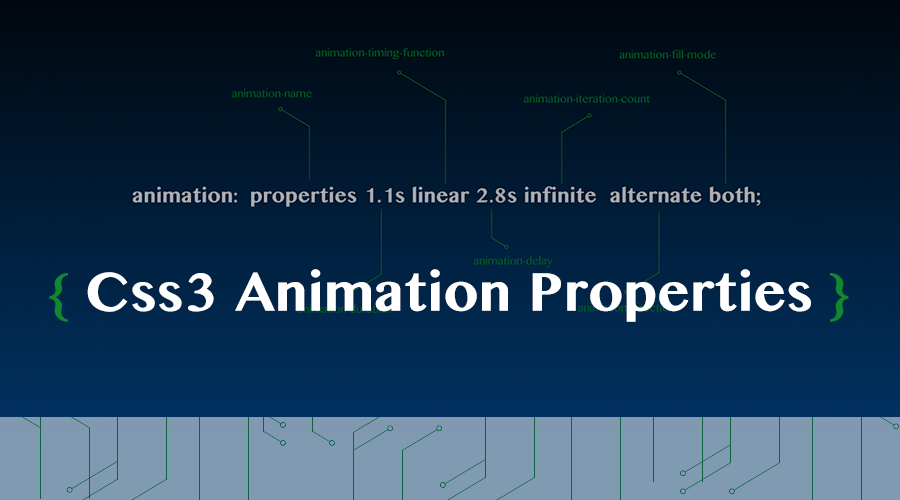 animation-timing-function
animation-fill-mode
animation-name
animation-iteration-count
animation: properties 1.1s linear 2.8s infinite alternate both;
animation-delay
{ Css3 Animation Properties }